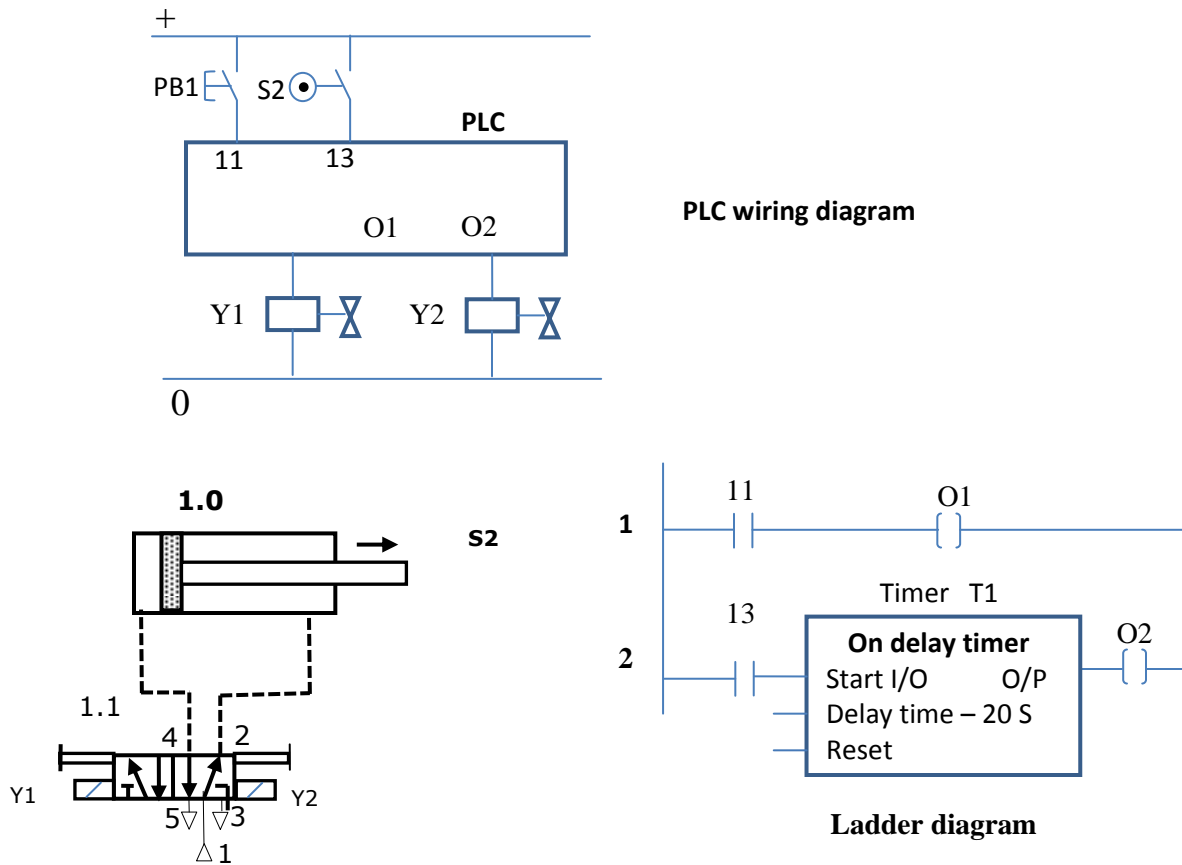 +
PB1
S2
PLC
11 13
PLC wiring diagram
O1 O2
Y1 Y2
0
1.0
S2
1.1
4 2
Y1 Y2
5 3
1
11 O1
1
Timer T1
13 O2
2
On delay timer
Start I/O O/P
Delay time – 20 S
Reset
Ladder diagram